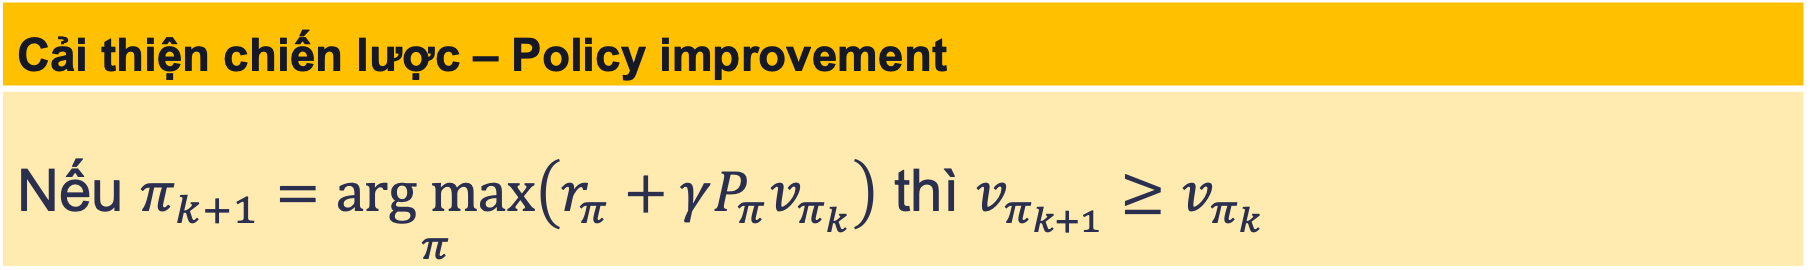 Cải thiện chiến lược – Policy improvement
Nếu π_{k+1} = arg max_π (r_π + γP_π v_{π_k}) thì v_{π_{k+1}} ≥ v_{π_k}